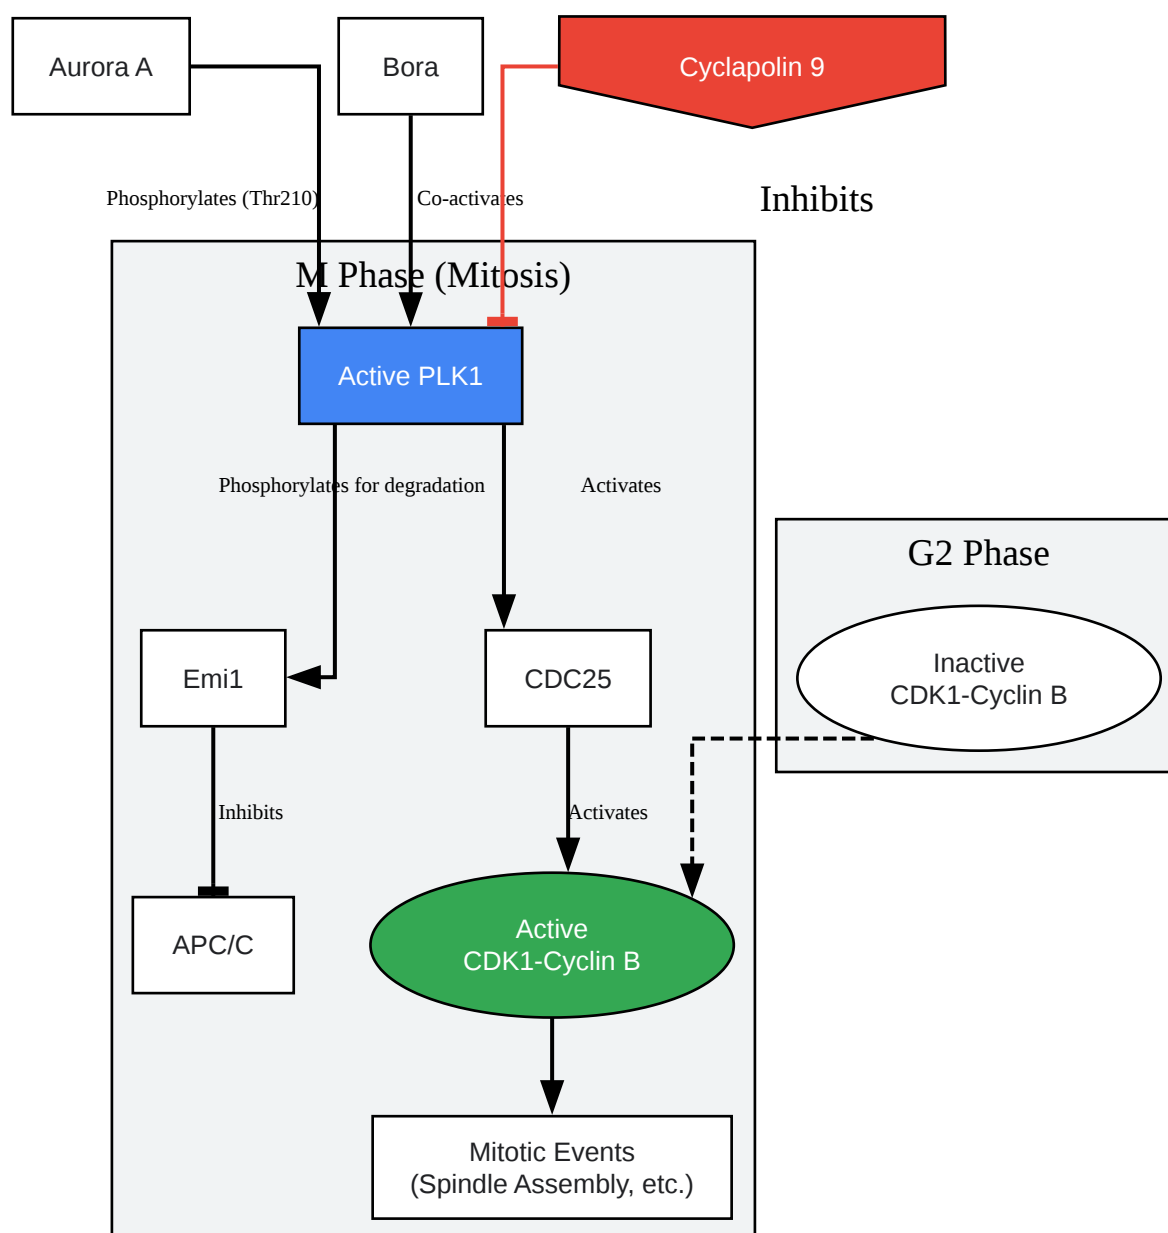 Aurora A
Bora
Cyclapolin 9
Phosphorylates (Thr210)
Co-activates
Inhibits
M Phase (Mitosis)
Active PLK1
Phosphorylates for degradation
Activates
G2 Phase
Inactive
CDK1-Cyclin B
Emi1
CDC25
Inhibits
Activates
APC/C
Active
CDK1-Cyclin B
Mitotic Events
(Spindle Assembly, etc.)